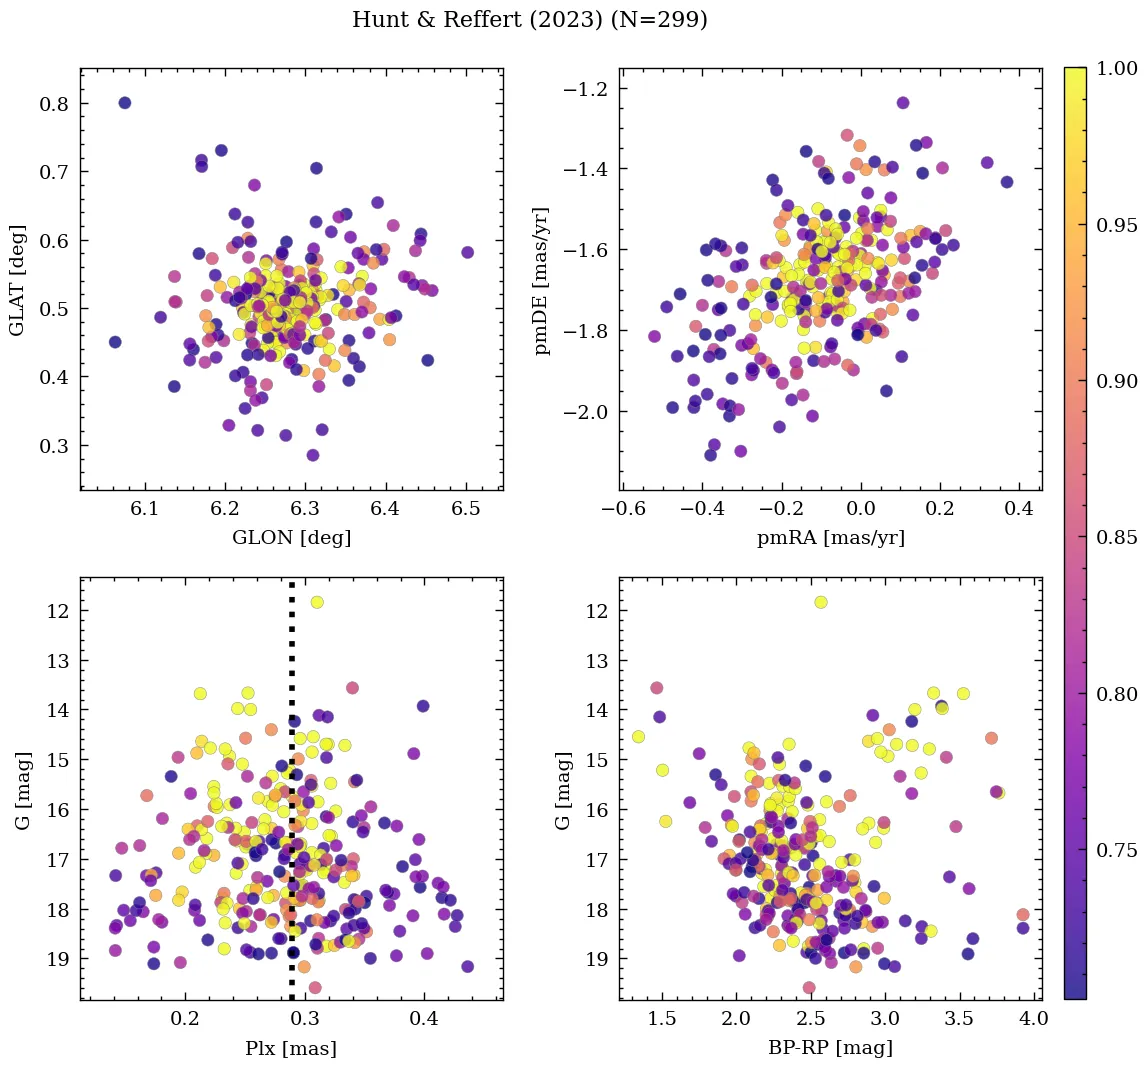 Hunt & Reffert (2023) (N=299)
0.8
0.7
0.6
0.5
0.4
0.3
GLAT [deg]
6.1 6.2 6.3 6.4 6.5
GLON [deg]
−1.2
−1.4
−1.6
−1.8
−2.0
pmDE [mas/yr]
−0.6 −0.4 −0.2 0.0 0.2 0.4
pmRA [mas/yr]
1.00
0.95
0.90
0.85
0.80
0.75
12
13
14
15
16
17
18
19
G [mag]
0.2 0.3 0.4
Plx [mas]
12
13
14
15
16
17
18
19
G [mag]
1.5 2.0 2.5 3.0 3.5 4.0
BP-RP [mag]